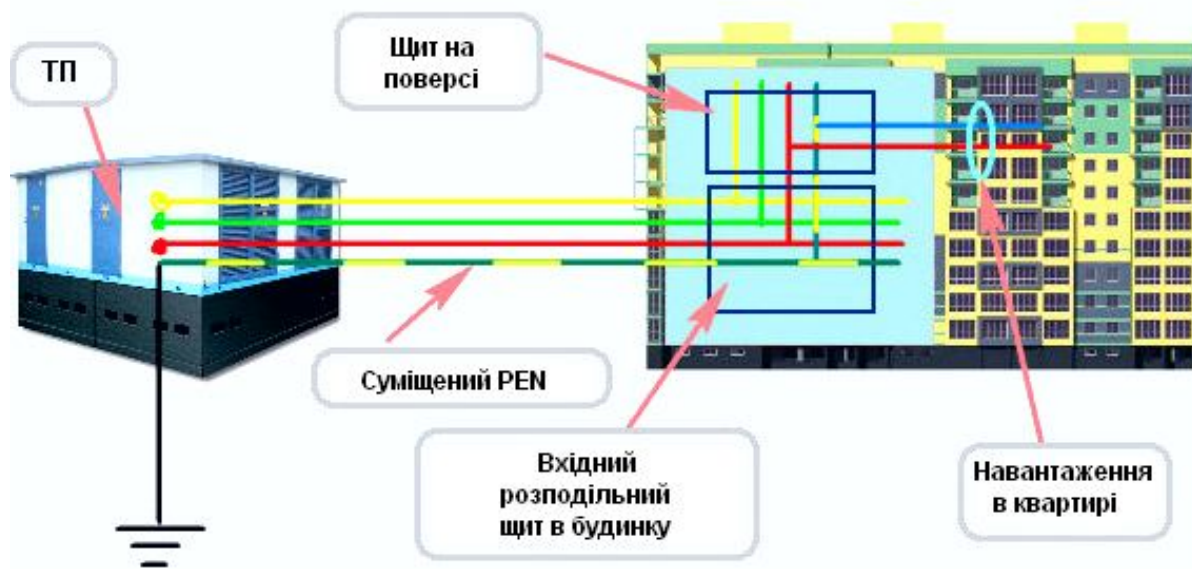 ТП
Щит на
поверсі
Суміщений PEN
Вхідний
розподільний
щит в будинку
Навантаження
в квартирі